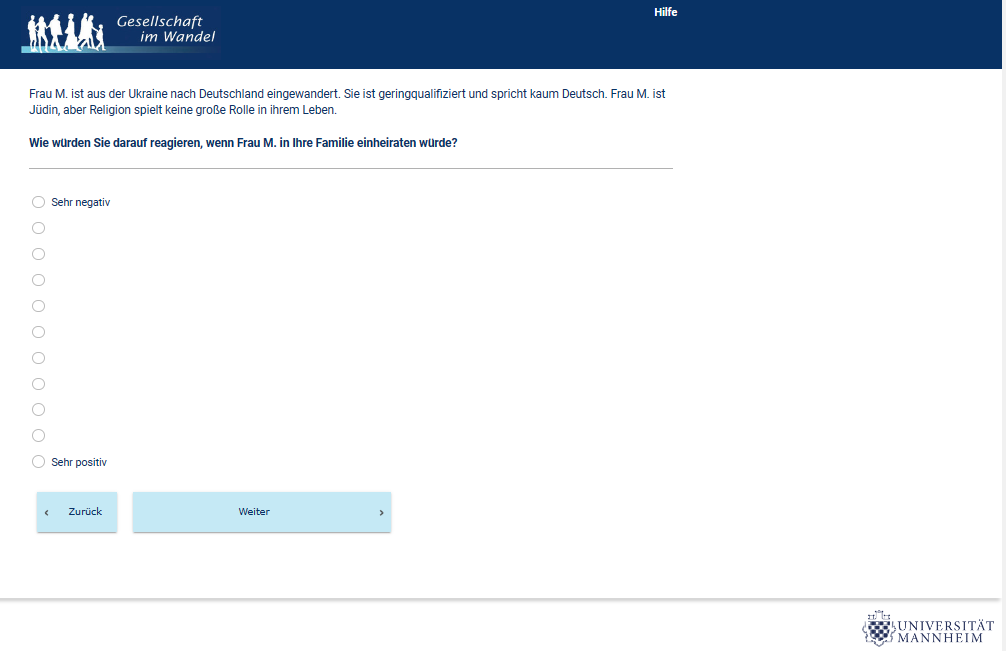 Gesellschaft
im Wandel
Hilfe
Frau M. ist aus der Ukraine nach Deutschland eingewandert. Sie ist geringqualifiziert und spricht kaum Deutsch. Frau M. ist
Jüdin, aber Religion spielt keine große Rolle in ihrem Leben.
Wie würden Sie darauf reagieren, wenn Frau M. in Ihre Familie einheiraten würde?
Sehr negativ
Sehr positiv
‹ Zurück
Weiter ›
UNIVERSITÄT
MANNHEIM